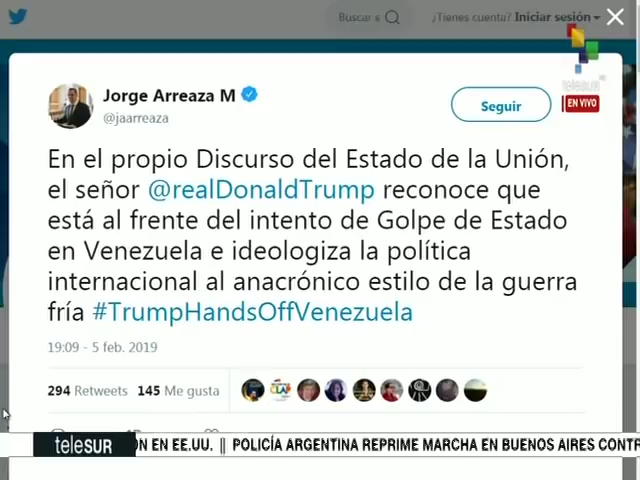 Buscar
¿Tienes cuenta? Iniciar sesión
telesUR
EN VIVO
Jorge Arreaza M
@jaarreaza
Seguir
En el propio Discurso del Estado de la Unión,
el señor @realDonaldTrump reconoce que
está al frente del intento de Golpe de Estado
en Venezuela e ideologiza la política
internacional al anacrónico estilo de la guerra
fría #TrumpHandsOffVenezuela
19:09 - 5 feb. 2019
294 Retweets 145 Me gusta
telesUR
ÓN EN EE.UU. || POLICÍA ARGENTINA REPRIME MARCHA EN BUENOS AIRES CONTR